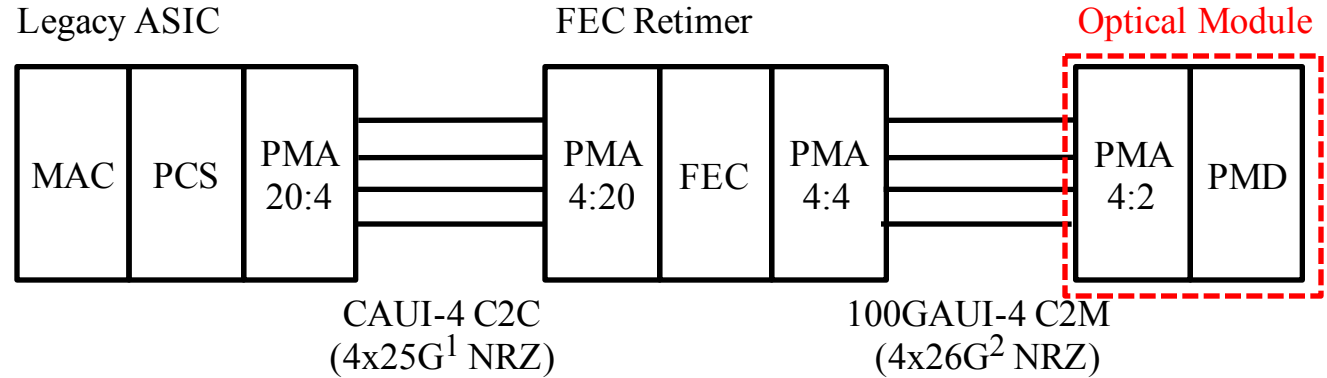 Legacy ASIC
FEC Retimer
Optical Module
MAC
PCS
PMA
20:4
PMA
4:20
FEC
PMA
4:4
PMA
4:2
PMD
CAUI-4 C2C
(4x25G¹ NRZ)
100GAUI-4 C2M
(4x26G² NRZ)